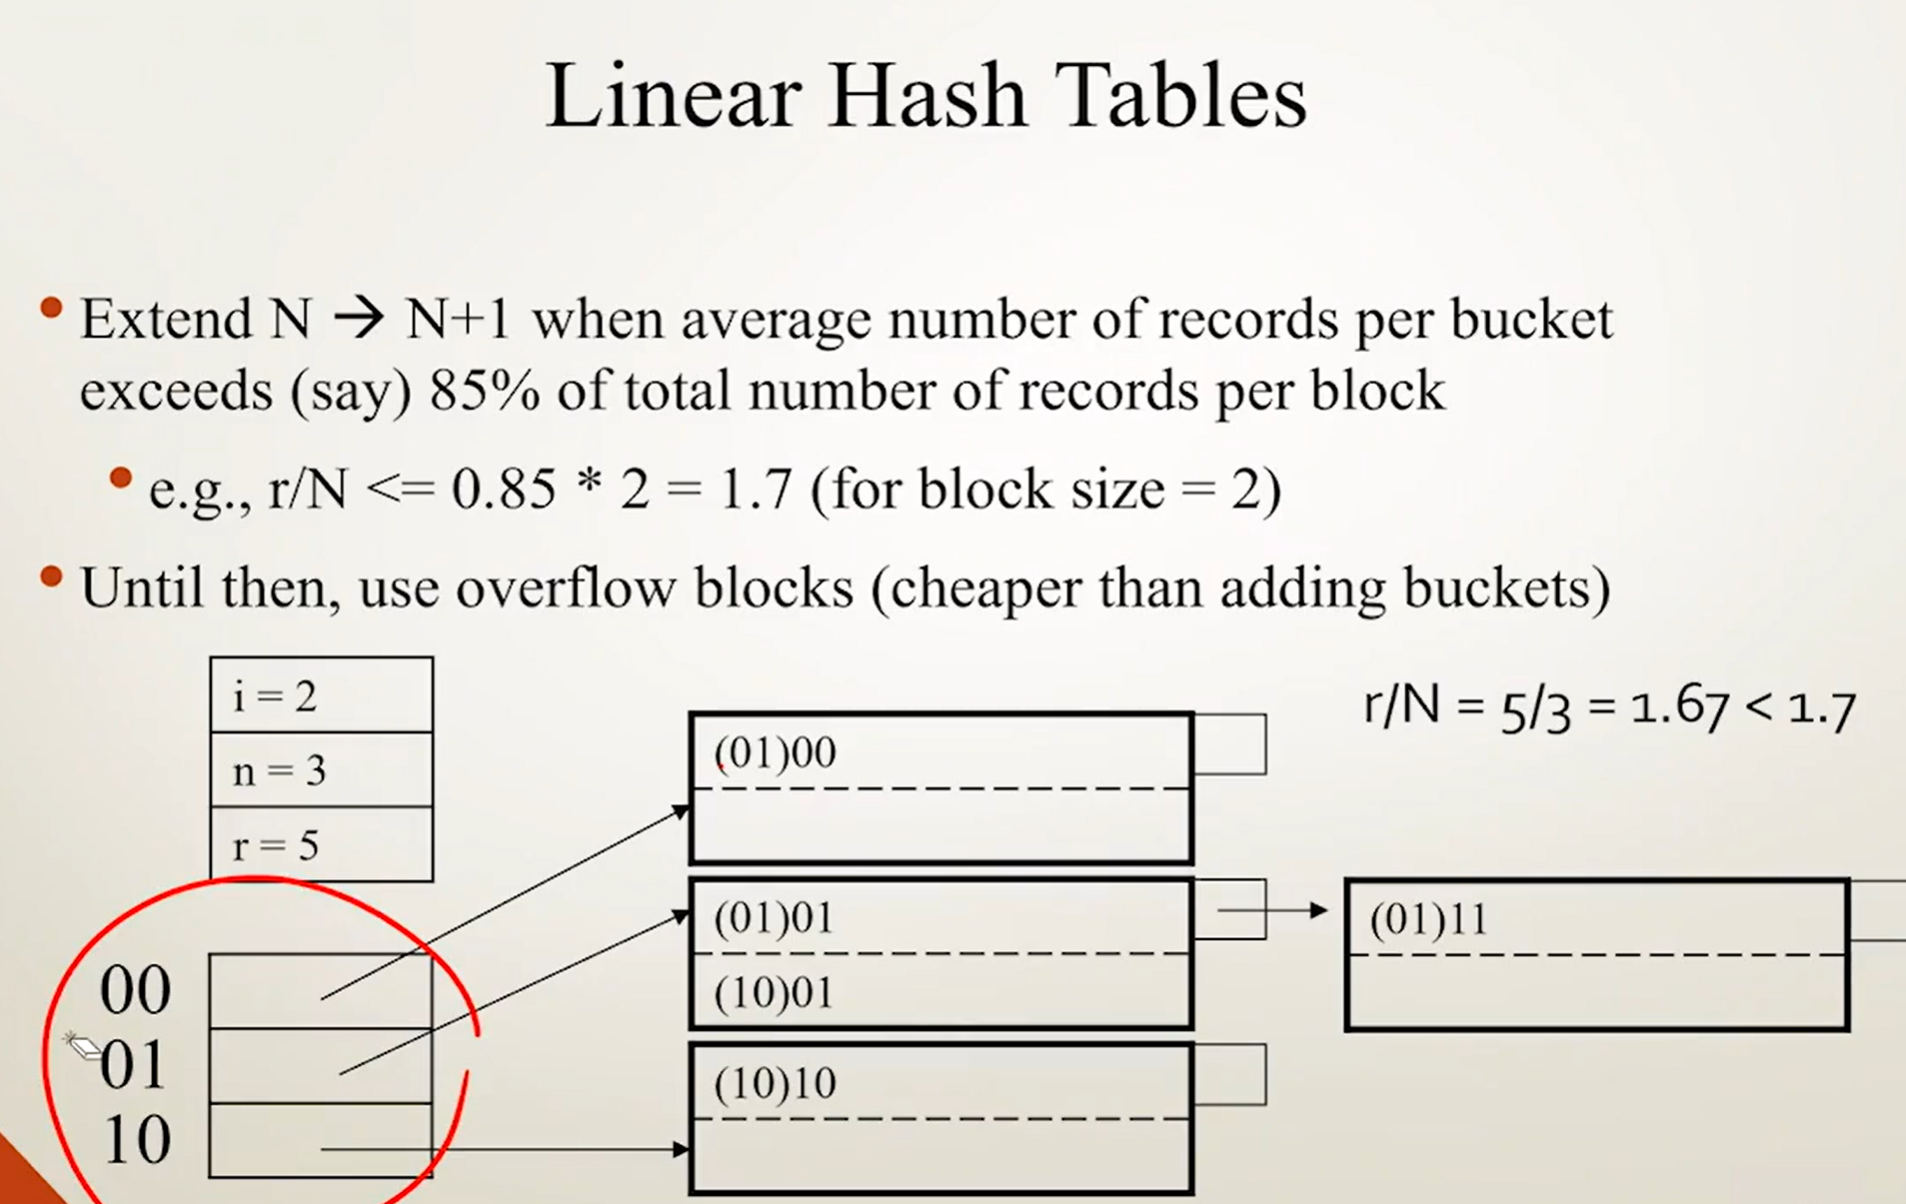 Linear Hash Tables
• Extend N → N+1 when average number of records per bucket
exceeds (say) 85% of total number of records per block
• e.g., r/N <= 0.85 * 2 = 1.7 (for block size = 2)
• Until then, use overflow blocks (cheaper than adding buckets)
i = 2
n = 3
r = 5
r/N = 5/3 = 1.67 < 1.7
(01)00
(01)01
(10)01
(01)11
(10)10
00
01
10